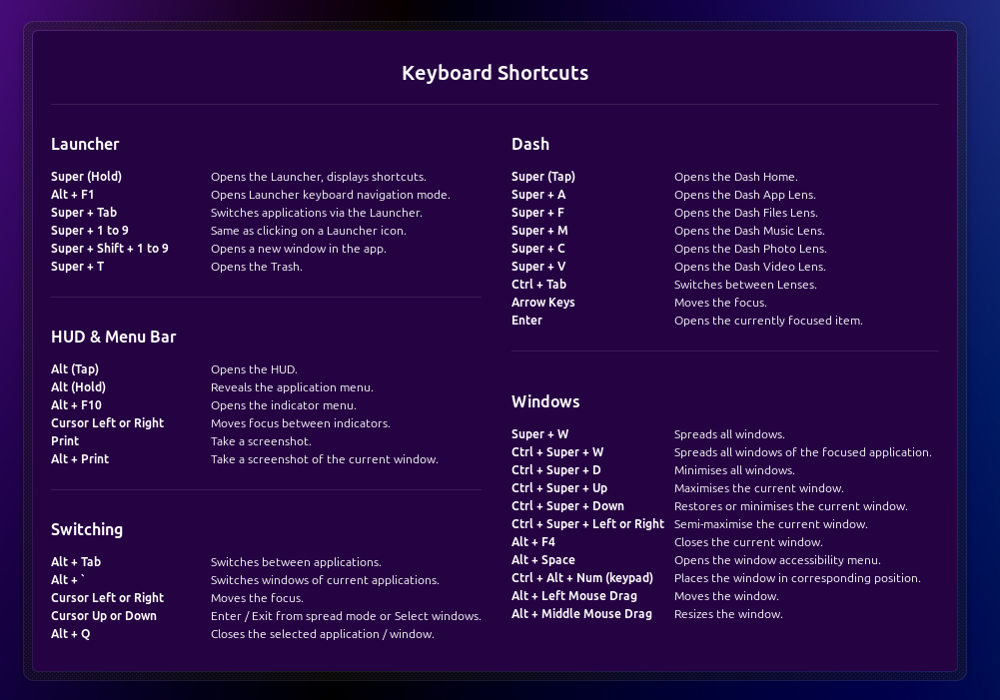 Keyboard Shortcuts
Launcher
Super (Hold) Opens the Launcher, displays shortcuts.
Alt + F1 Opens Launcher keyboard navigation mode.
Super + Tab Switches applications via the Launcher.
Super + 1 to 9 Same as clicking on a Launcher icon.
Super + Shift + 1 to 9 Opens a new window in the app.
Super + T Opens the Trash.
HUD & Menu Bar
Alt (Tap) Opens the HUD.
Alt (Hold) Reveals the application menu.
Alt + F10 Opens the indicator menu.
Cursor Left or Right Moves focus between indicators.
Print Take a screenshot.
Alt + Print Take a screenshot of the current window.
Switching
Alt + Tab Switches between applications.
Alt + ` Switches windows of current applications.
Cursor Left or Right Moves the focus.
Cursor Up or Down Enter / Exit from spread mode or Select windows.
Alt + Q Closes the selected application / window.
Dash
Super (Tap) Opens the Dash Home.
Super + A Opens the Dash App Lens.
Super + F Opens the Dash Files Lens.
Super + M Opens the Dash Music Lens.
Super + C Opens the Dash Photo Lens.
Super + V Opens the Dash Video Lens.
Ctrl + Tab Switches between Lenses.
Arrow Keys Moves the focus.
Enter Opens the currently focused item.
Windows
Super + W Spreads all windows.
Ctrl + Super + W Spreads all windows of the focused application.
Ctrl + Super + D Minimises all windows.
Ctrl + Super + Up Maximises the current window.
Ctrl + Super + Down Restores or minimises the current window.
Ctrl + Super + Left or Right Semi-maximise the current window.
Alt + F4 Closes the current window.
Alt + Space Opens the window accessibility menu.
Ctrl + Alt + Num (keypad) Places the window in corresponding position.
Alt + Left Mouse Drag Moves the window.
Alt + Middle Mouse Drag Resizes the window.